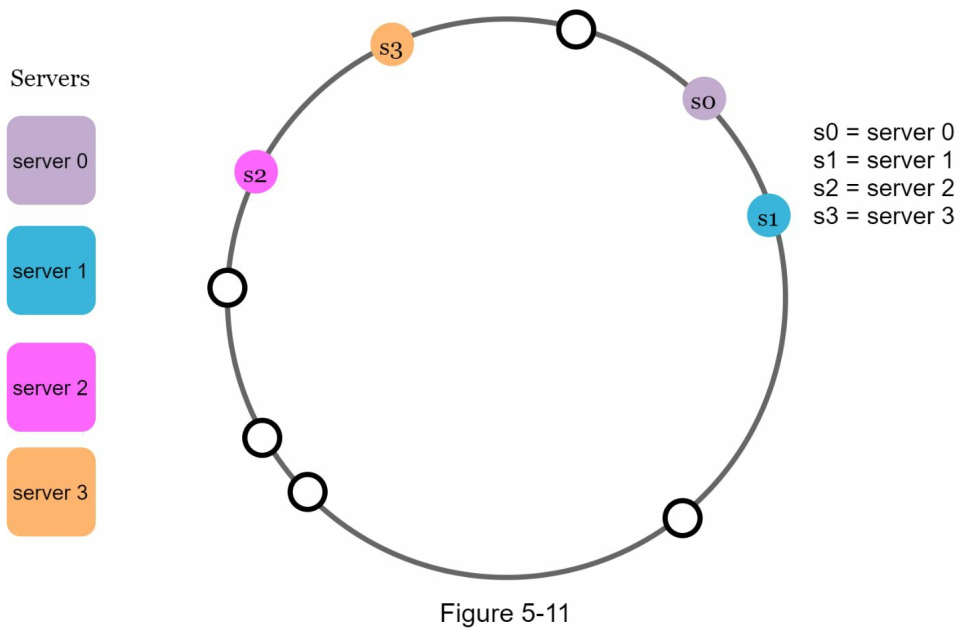 Servers
server 0
server 1
server 2
server 3
s3
s0
s2
s1
s0 = server 0
s1 = server 1
s2 = server 2
s3 = server 3
Figure 5-11